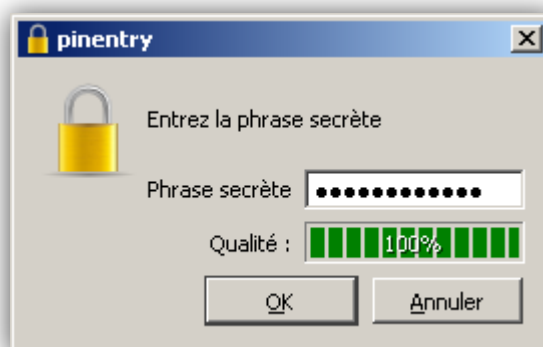 pinentry
Entrez la phrase secrète
Phrase secrète ●●●●●●●●●●●●
Qualité : 100%
OK Annuler